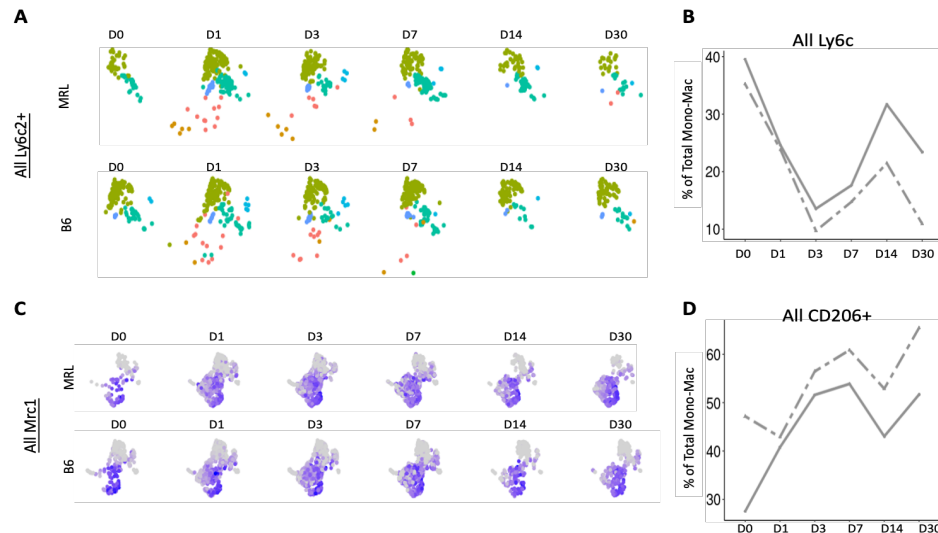 A
D0 D1 D3 D7 D14 D30
MRL
All Ly6c2+
D0 D1 D3 D7 D14 D30
B6
B
All Ly6c
% of Total Mono-Mac
40
30
20
10
D0 D1 D3 D7 D14 D30
C
D0 D1 D3 D7 D14 D30
MRL
All Mrc1
D0 D1 D3 D7 D14 D30
B6
D
All CD206+
% of Total Mono-Mac
60
50
40
30
D0 D1 D3 D7 D14 D30